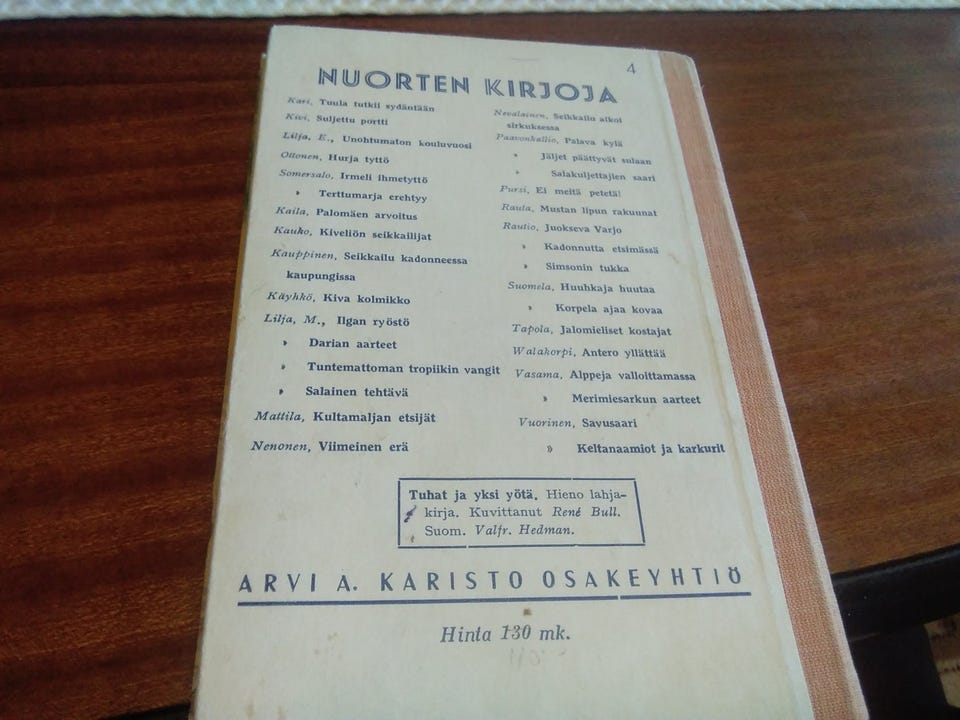 4
NUORTEN KIRJOJA
Kari, Tuula tutkii sydäntään
Kivi, Suljettu portti
Lilja, E., Unohtumaton kouluvuosi
Ottonen, Hurja tyttö
Somersalo, Irmeli ihmetyttö
» Terttumarja erehtyy
Kaila, Palomäen arvoitus
Kauko, Kiveliön seikkailijat
Kauppinen, Seikkailu kadonneessa
kaupungissa
Käyhkö, Kiva kolmikko
Lilja, M., Ilgan ryöstö
» Darian aarteet
» Tuntemattoman tropiikin vangit
» Salainen tehtävä
Mattila, Kultamaljan etsijät
Nenonen, Viimeinen erä
Nevalainen, Seikkailu alkoi
sirkuksessa
Paavonkallio, Palava kylä
» Jäljet päättyvät sulaan
» Salakuljettajien saari
Pursi, Ei meitä petetä!
Rauta, Mustan lipun rakuunat
Rautio, Juokseva Varjo
» Kadonnutta etsimässä
» Simsonin tukka
Suomela, Huuhkaja huutaa
» Korpela ajaa kovaa
Tapola, Jalomieliset kostajat
Walakorpi, Antero yllättää
Vasama, Alppeja valloittamassa
» Merimiesarkun aarteet
Vuorinen, Savusaari
» Keltanaamiot ja karkurit
Tuhat ja yksi yötä. Hieno lahja-
kirja. Kuvittanut René Bull.
Suom. Valfr. Hedman.
ARVI A. KARISTO OSAKEYHTIÖ
Hinta 130 mk.